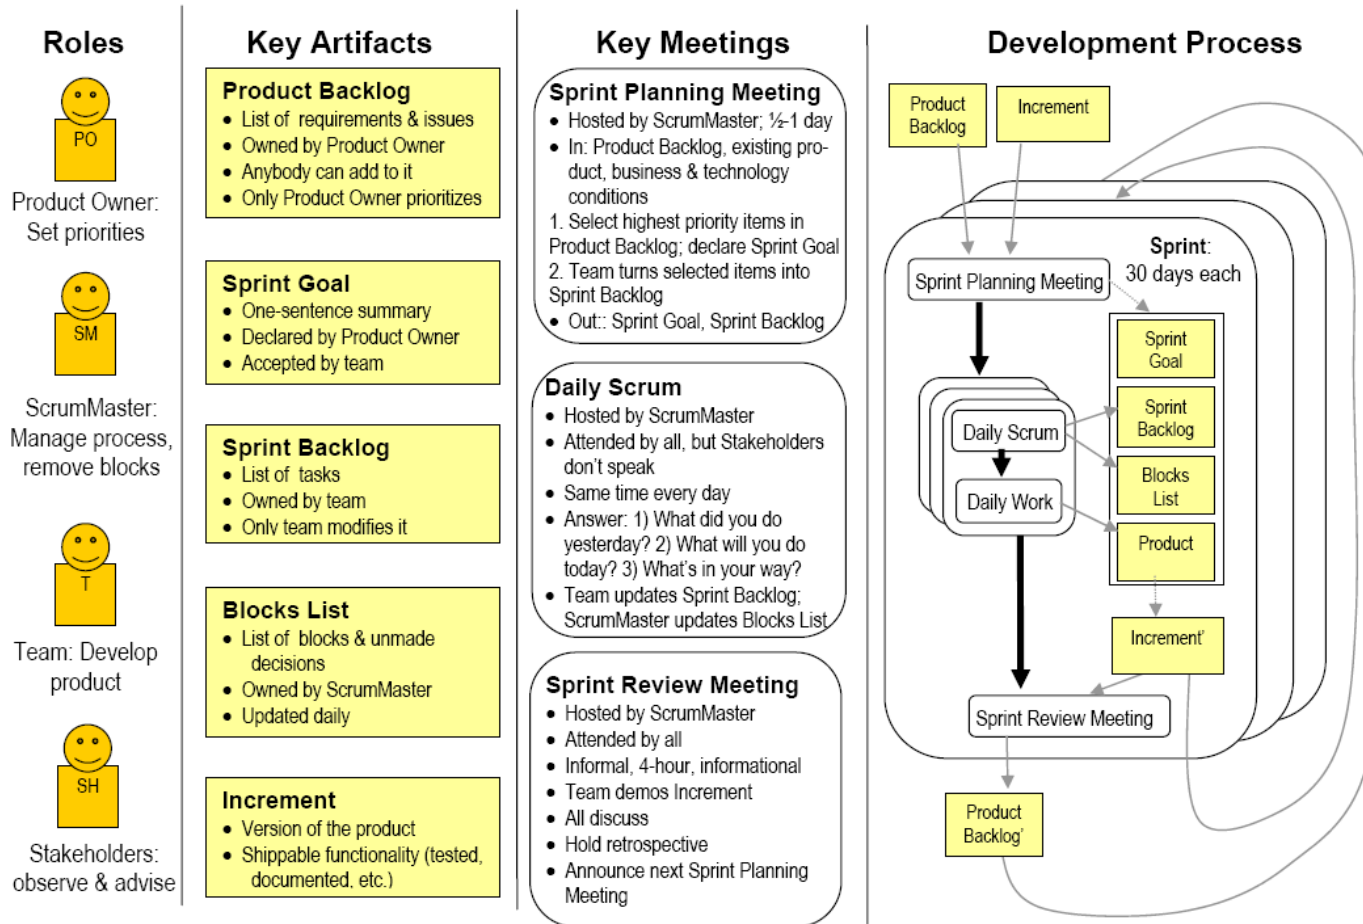 Roles
PO
Product Owner:
Set priorities
SM
ScrumMaster:
Manage process,
remove blocks
T
Team: Develop
product
SH
Stakeholders:
observe & advise
Key Artifacts
Product Backlog
• List of requirements & issues
• Owned by Product Owner
• Anybody can add to it
• Only Product Owner prioritizes
Sprint Goal
• One-sentence summary
• Declared by Product Owner
• Accepted by team
Sprint Backlog
• List of tasks
• Owned by team
• Only team modifies it
Blocks List
• List of blocks & unmade
decisions
• Owned by ScrumMaster
• Updated daily
Increment
• Version of the product
• Shippable functionality (tested,
documented, etc.)
Key Meetings
Sprint Planning Meeting
• Hosted by ScrumMaster; ½-1 day
• In: Product Backlog, existing pro-
duct, business & technology
conditions
1. Select highest priority items in
Product Backlog; declare Sprint Goal
2. Team turns selected items into
Sprint Backlog
• Out:: Sprint Goal, Sprint Backlog
Daily Scrum
• Hosted by ScrumMaster
• Attended by all, but Stakeholders
don't speak
• Same time every day
• Answer: 1) What did you do
yesterday? 2) What will you do
today? 3) What's in your way?
• Team updates Sprint Backlog;
ScrumMaster updates Blocks List
Sprint Review Meeting
• Hosted by ScrumMaster
• Attended by all
• Informal, 4-hour, informational
• Team demos Increment
• All discuss
• Hold retrospective
• Announce next Sprint Planning
Meeting
Development Process
Product
Backlog
Increment
Sprint:
30 days each
Sprint Planning Meeting
Sprint
Goal
Daily Scrum
Sprint
Backlog
Daily Work
Blocks
List
Product
Increment'
Sprint Review Meeting
Product
Backlog'